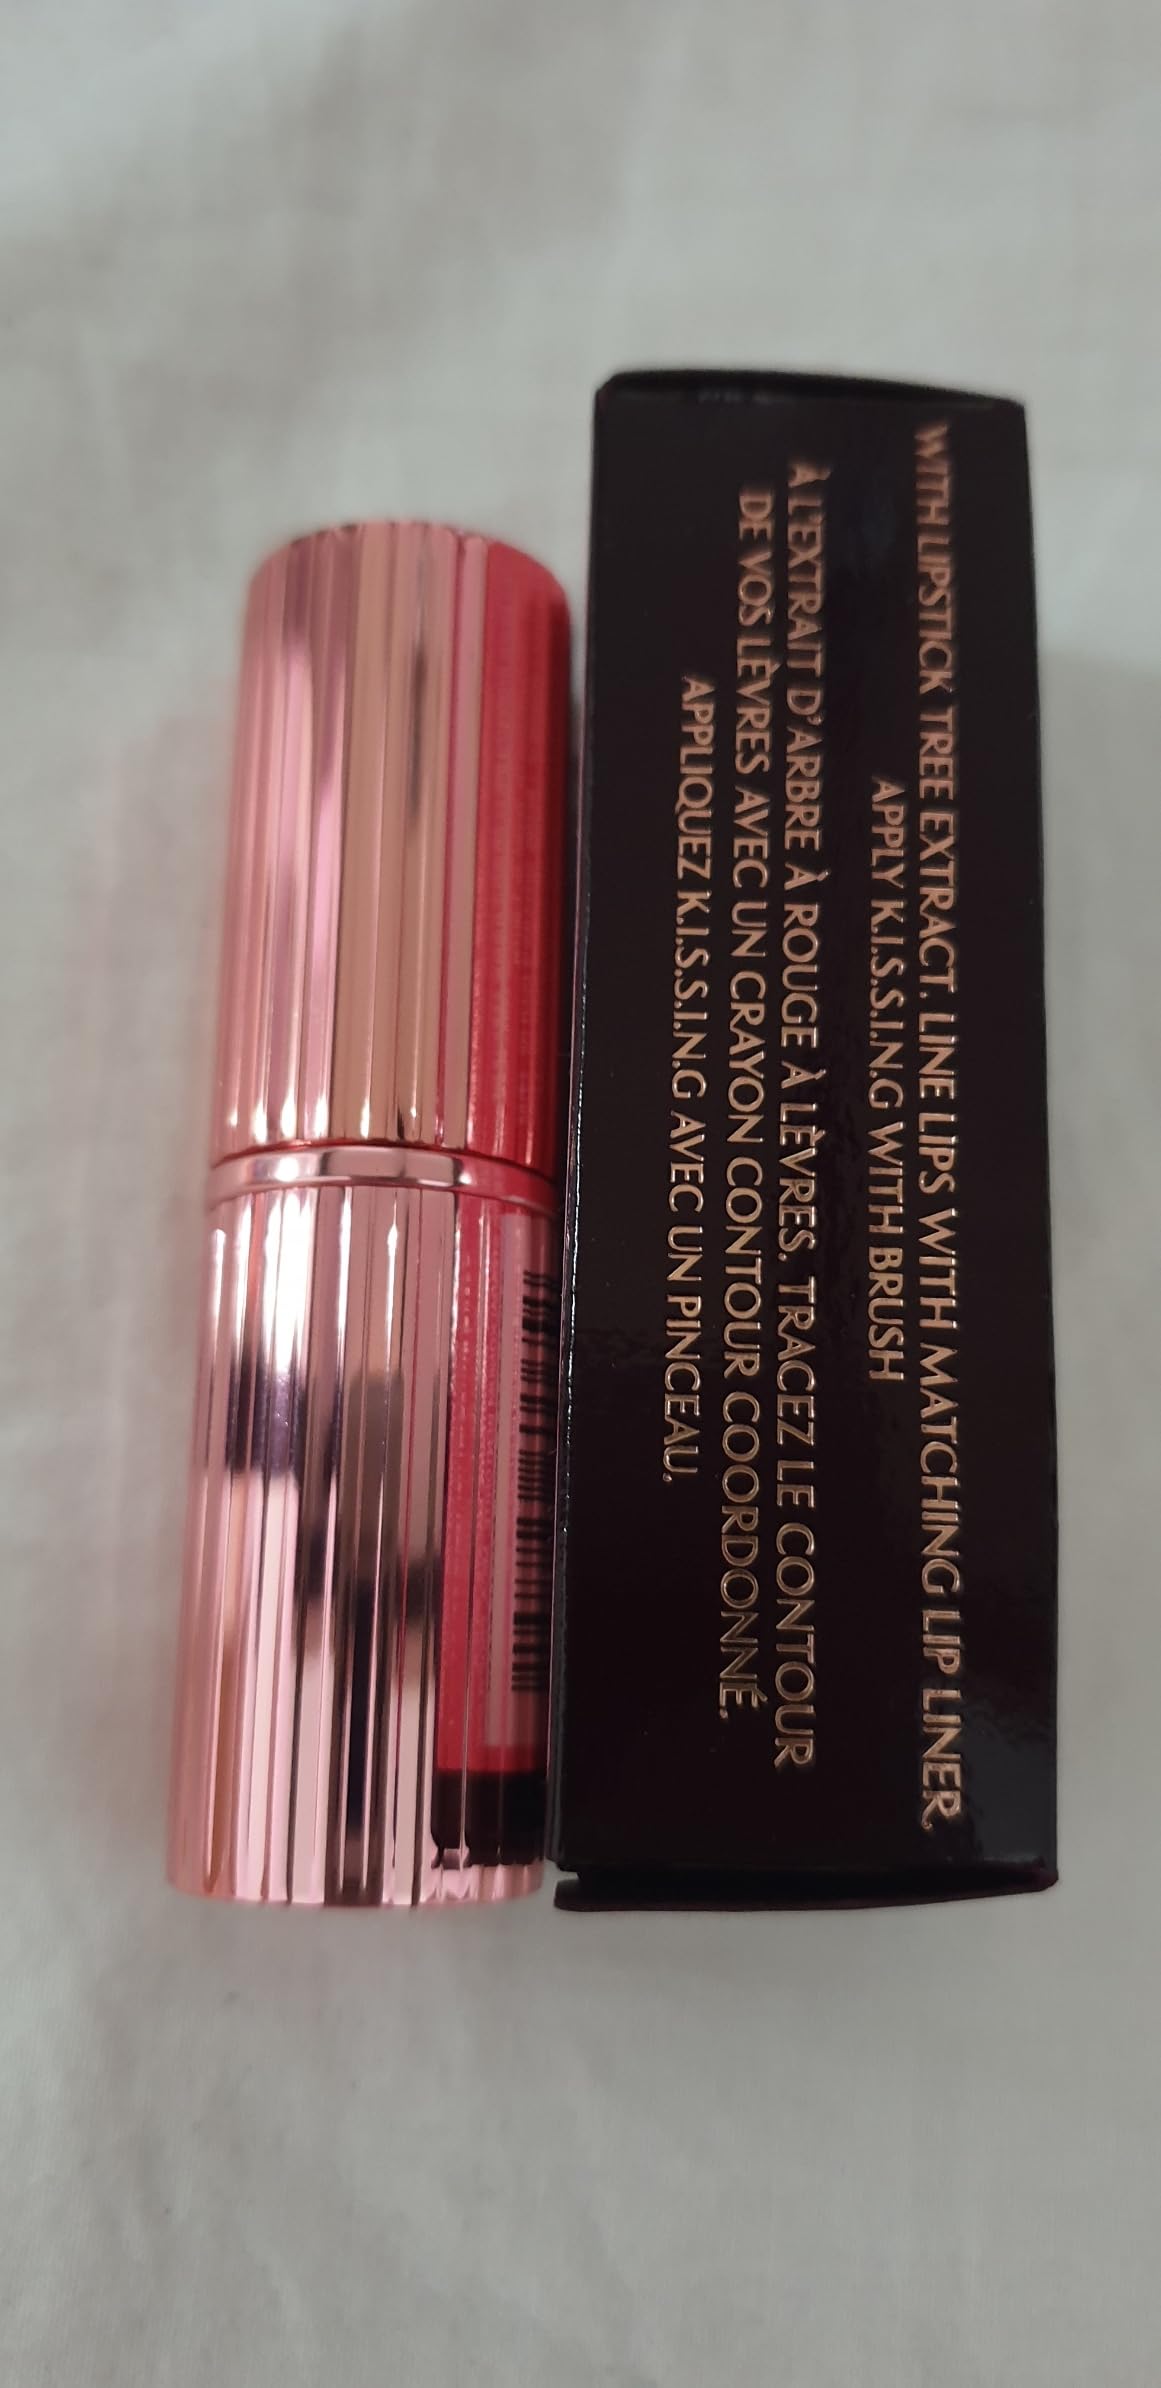 WITH LIPSTICK TREE EXTRACT. LINE LIPS WITH MATCHING LIP LINER,
APPLY K.I.S.S.I.N.G WITH BRUSH
À L'EXTRAIT D'ARBRE À ROUGE À LÈVRES. TRACEZ LE CONTOUR
DE VOS LÈVRES AVEC UN CRAYON CONTOUR COORDONNÉ,
APPLIQUEZ K.I.S.S.I.N.G AVEC UN PINCEAU,